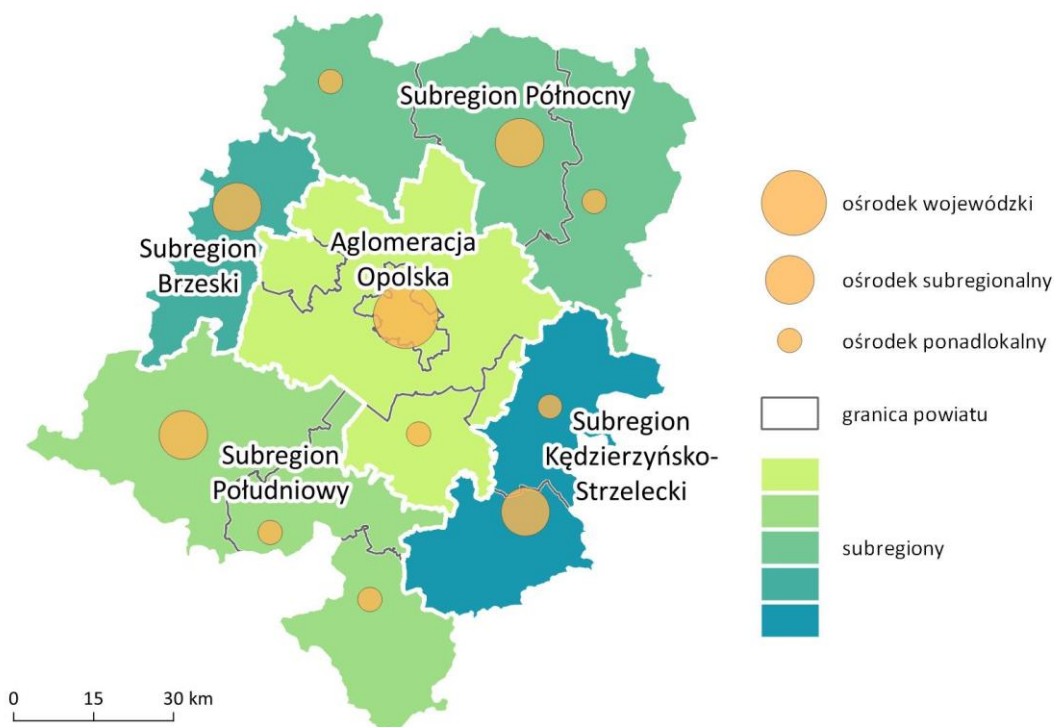 Subregion Północny
Subregion
Brzeski
Aglomeracja
Opolska
Subregion
Kędzierzyńsko-
Strzelecki
Subregion
Południowy
ośrodek wojewódzki
ośrodek subregionalny
ośrodek ponadlokalny
granica powiatu
subregiony
0 15 30 km